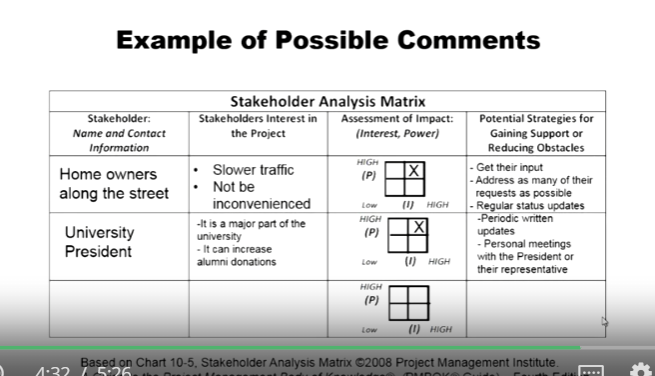 Example of Possible Comments
Stakeholder Analysis Matrix
Stakeholder:
Name and Contact
Information
Stakeholders Interest in
the Project
Assessment of Impact:
(Interest, Power)
Potential Strategies for
Gaining Support or
Reducing Obstacles
Home owners
along the street
• Slower traffic
• Not be
inconvenienced
HIGH
(P)
X
Low (I) HIGH
- Get their input
- Address as many of their
requests as possible
- Regular status updates
University
President
-It is a major part of the
university
- It can increase
alumni donations
HIGH
(P)
X
Low (I) HIGH
-Periodic written
updates
- Personal meetings
with the President or
their representative
HIGH
(P)
Low (I) HIGH
Based on Chart 10-5, Stakeholder Analysis Matrix ©2008 Project Management Institute.
4:32 / 5:26